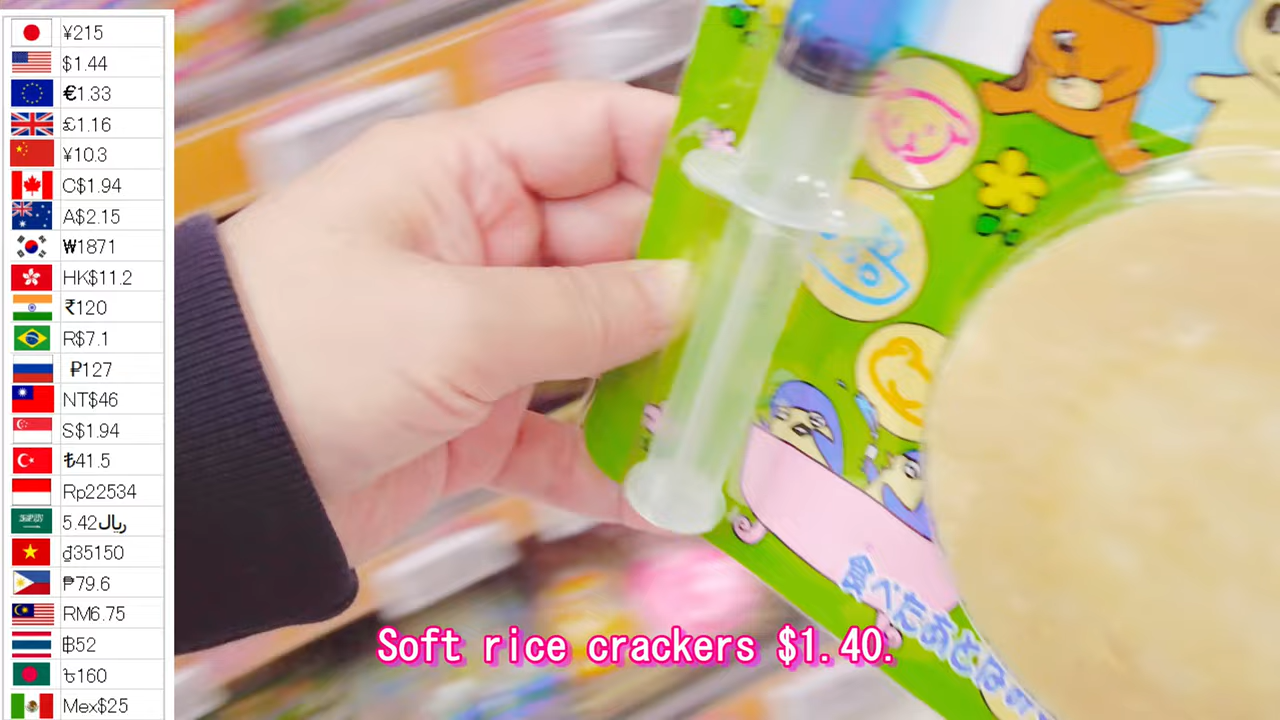 ¥215
$1.44
€1.33
£1.16
¥10.3
C$1.94
A$2.15
₩1871
HK$11.2
₹120
R$7.1
₽127
NT$46
S$1.94
₺41.5
Rp22534
5.42ريال
₫35150
₱79.6
RM6.75
฿52
৳160
Mex$25
食べたあとは
Soft rice crackers $1.40.